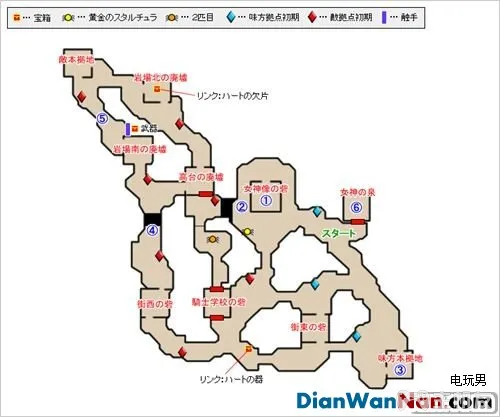 … 宝箱 … 黄金のスタルチュラ … 2匹目 … 味方拠点初期 … 敵拠点初期 … 触手
敵本拠地
岩場北の廃墟
リンク：ハートの欠片
⑤
武器
岩場南の廃墟
高台の廃墟
女神像の砦
女神の泉
②
①
⑥
④
スタート
街西の砦
騎士学校の砦
街東の砦
味方本拠地
③
リンク：ハートの器
电玩男
DianWanNan.Com